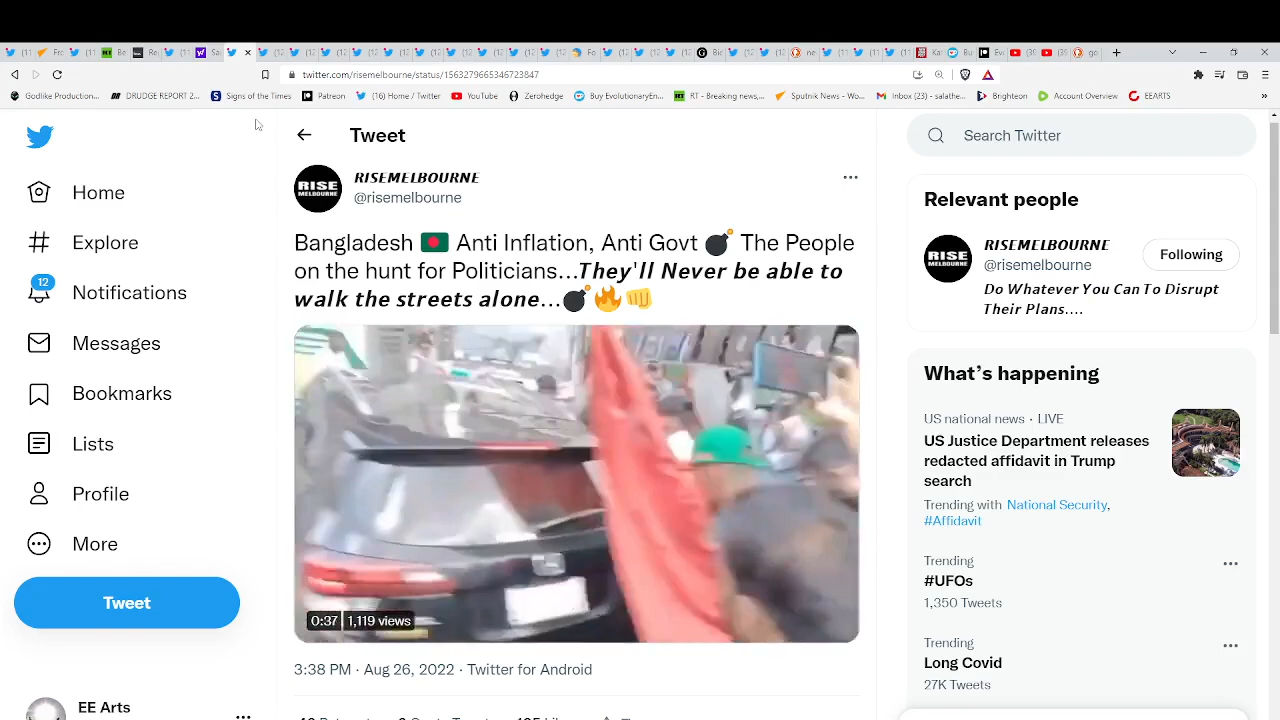 twitter.com/risemelbourne/status/1563279665346723847
Godlike Productions...
DRUDGE REPORT 2...
Signs of the Times
Patreon
(16) Home / Twitter
YouTube
Zerohedge
Buy EvolutionaryEn...
RT - Breaking news,...
Sputnik News - Wo...
Inbox (23) - salathe...
Brighteon
Account Overview
EEARTS
Home
Explore
12
Notifications
Messages
Bookmarks
Lists
Profile
More
Tweet
EE Arts
Tweet
RISE
MELBOURNE
RISEMELBOURNE
@risemelbourne
Bangladesh 🇧🇩 Anti Inflation, Anti Govt 💣 The People
on the hunt for Politicians...They'll Never be able to
walk the streets alone...💣🔥👊
0:37
1,119 views
3:38 PM · Aug 26, 2022 · Twitter for Android
Search Twitter
Relevant people
RISE
MELBOURNE
RISEMELBOURNE
@risemelbourne
Following
Do Whatever You Can To Disrupt
Their Plans....
What's happening
US national news · LIVE
US Justice Department releases
redacted affidavit in Trump
search
Trending with National Security,
#Affidavit
Trending
#UFOs
1,350 Tweets
Trending
Long Covid
27K Tweets